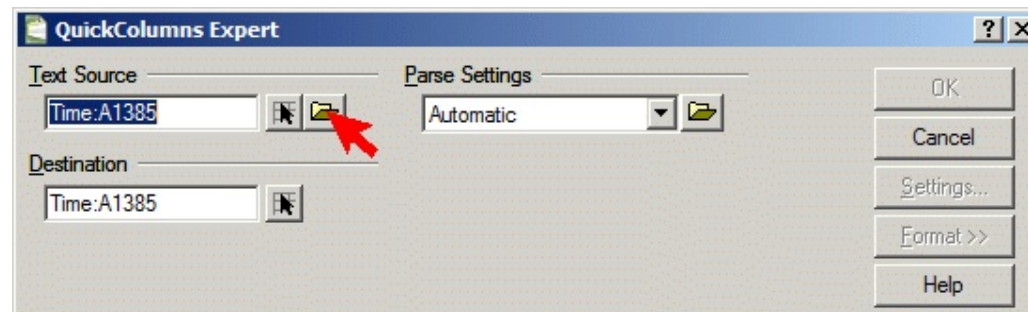 QuickColumns Expert
Text Source
Time:A1385
Parse Settings
Automatic
Destination
Time:A1385
OK
Cancel
Settings...
Format >>
Help